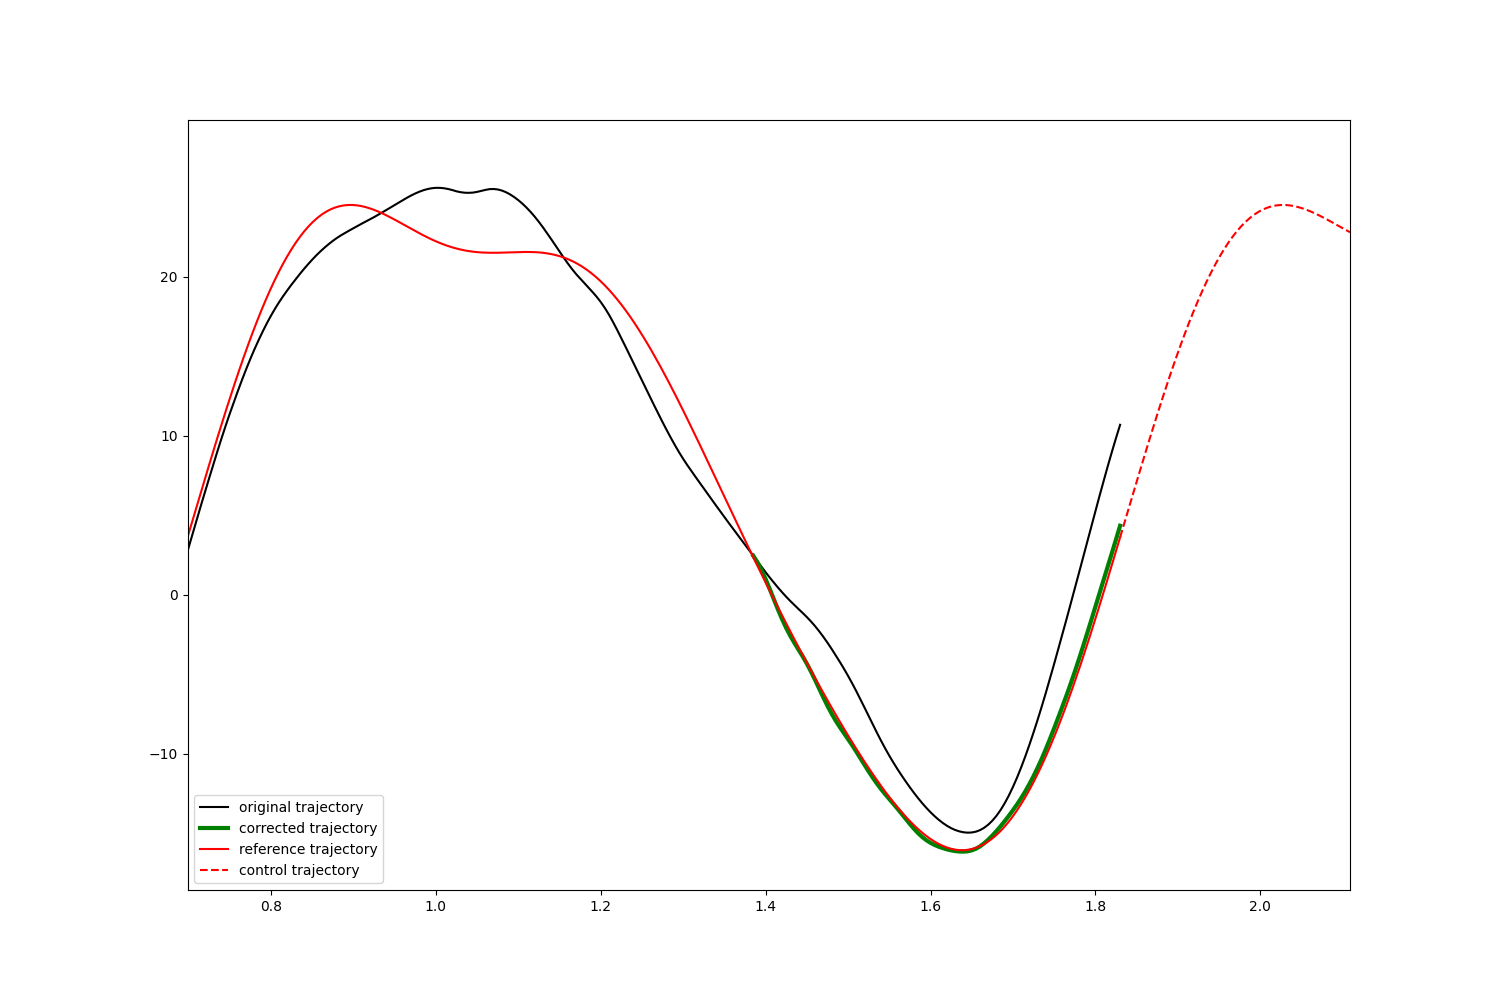 20
10
0
−10
original trajectory
corrected trajectory
reference trajectory
control trajectory
0.8 1.0 1.2 1.4 1.6 1.8 2.0